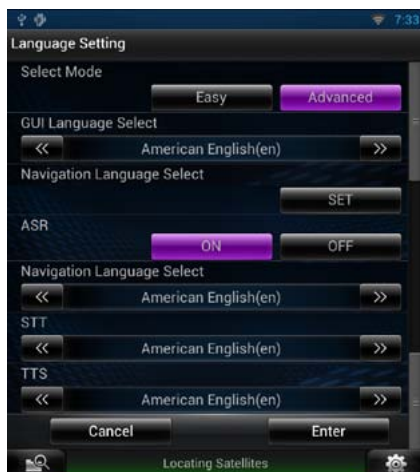 7:33
Language Setting
Select Mode
Easy Advanced
GUI Language Select
<< American English(en) >>
Navigation Language Select
SET
ASR
ON OFF
Navigation Language Select
<< American English(en) >>
STT
<< American English(en) >>
TTS
<< American English(en) >>
Cancel Enter
Locating Satellites